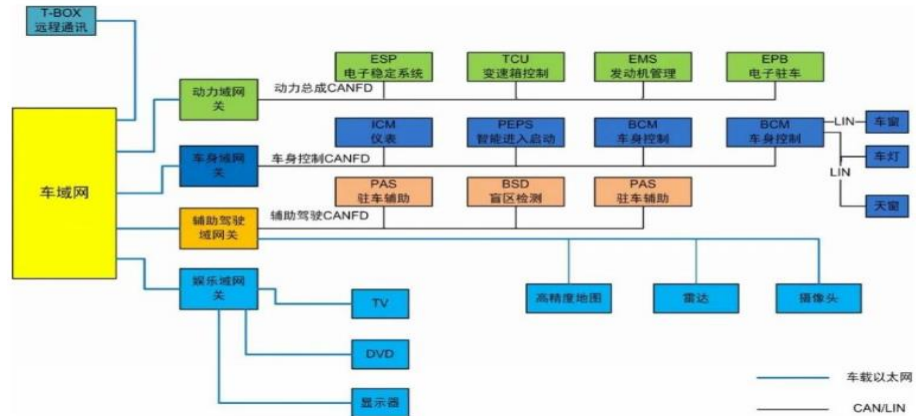 T-BOX
远程通讯
ESP
电子稳定系统
TCU
变速箱控制
EMS
发动机管理
EPB
电子驻车
动力域网
关
动力总成CANFD
ICM
仪表
PEPS
智能进入启动
BCM
车身控制
BCM
车身控制
LIN
车窗
车域网
车身域网
关
车身控制CANFD
车灯
LIN
PAS
驻车辅助
BSD
盲区检测
PAS
驻车辅助
天窗
辅助驾驶
域网关
辅助驾驶CANFD
娱乐域网
关
TV
高精度地图
雷达
摄像头
DVD
显示器
车载以太网
CAN/LIN